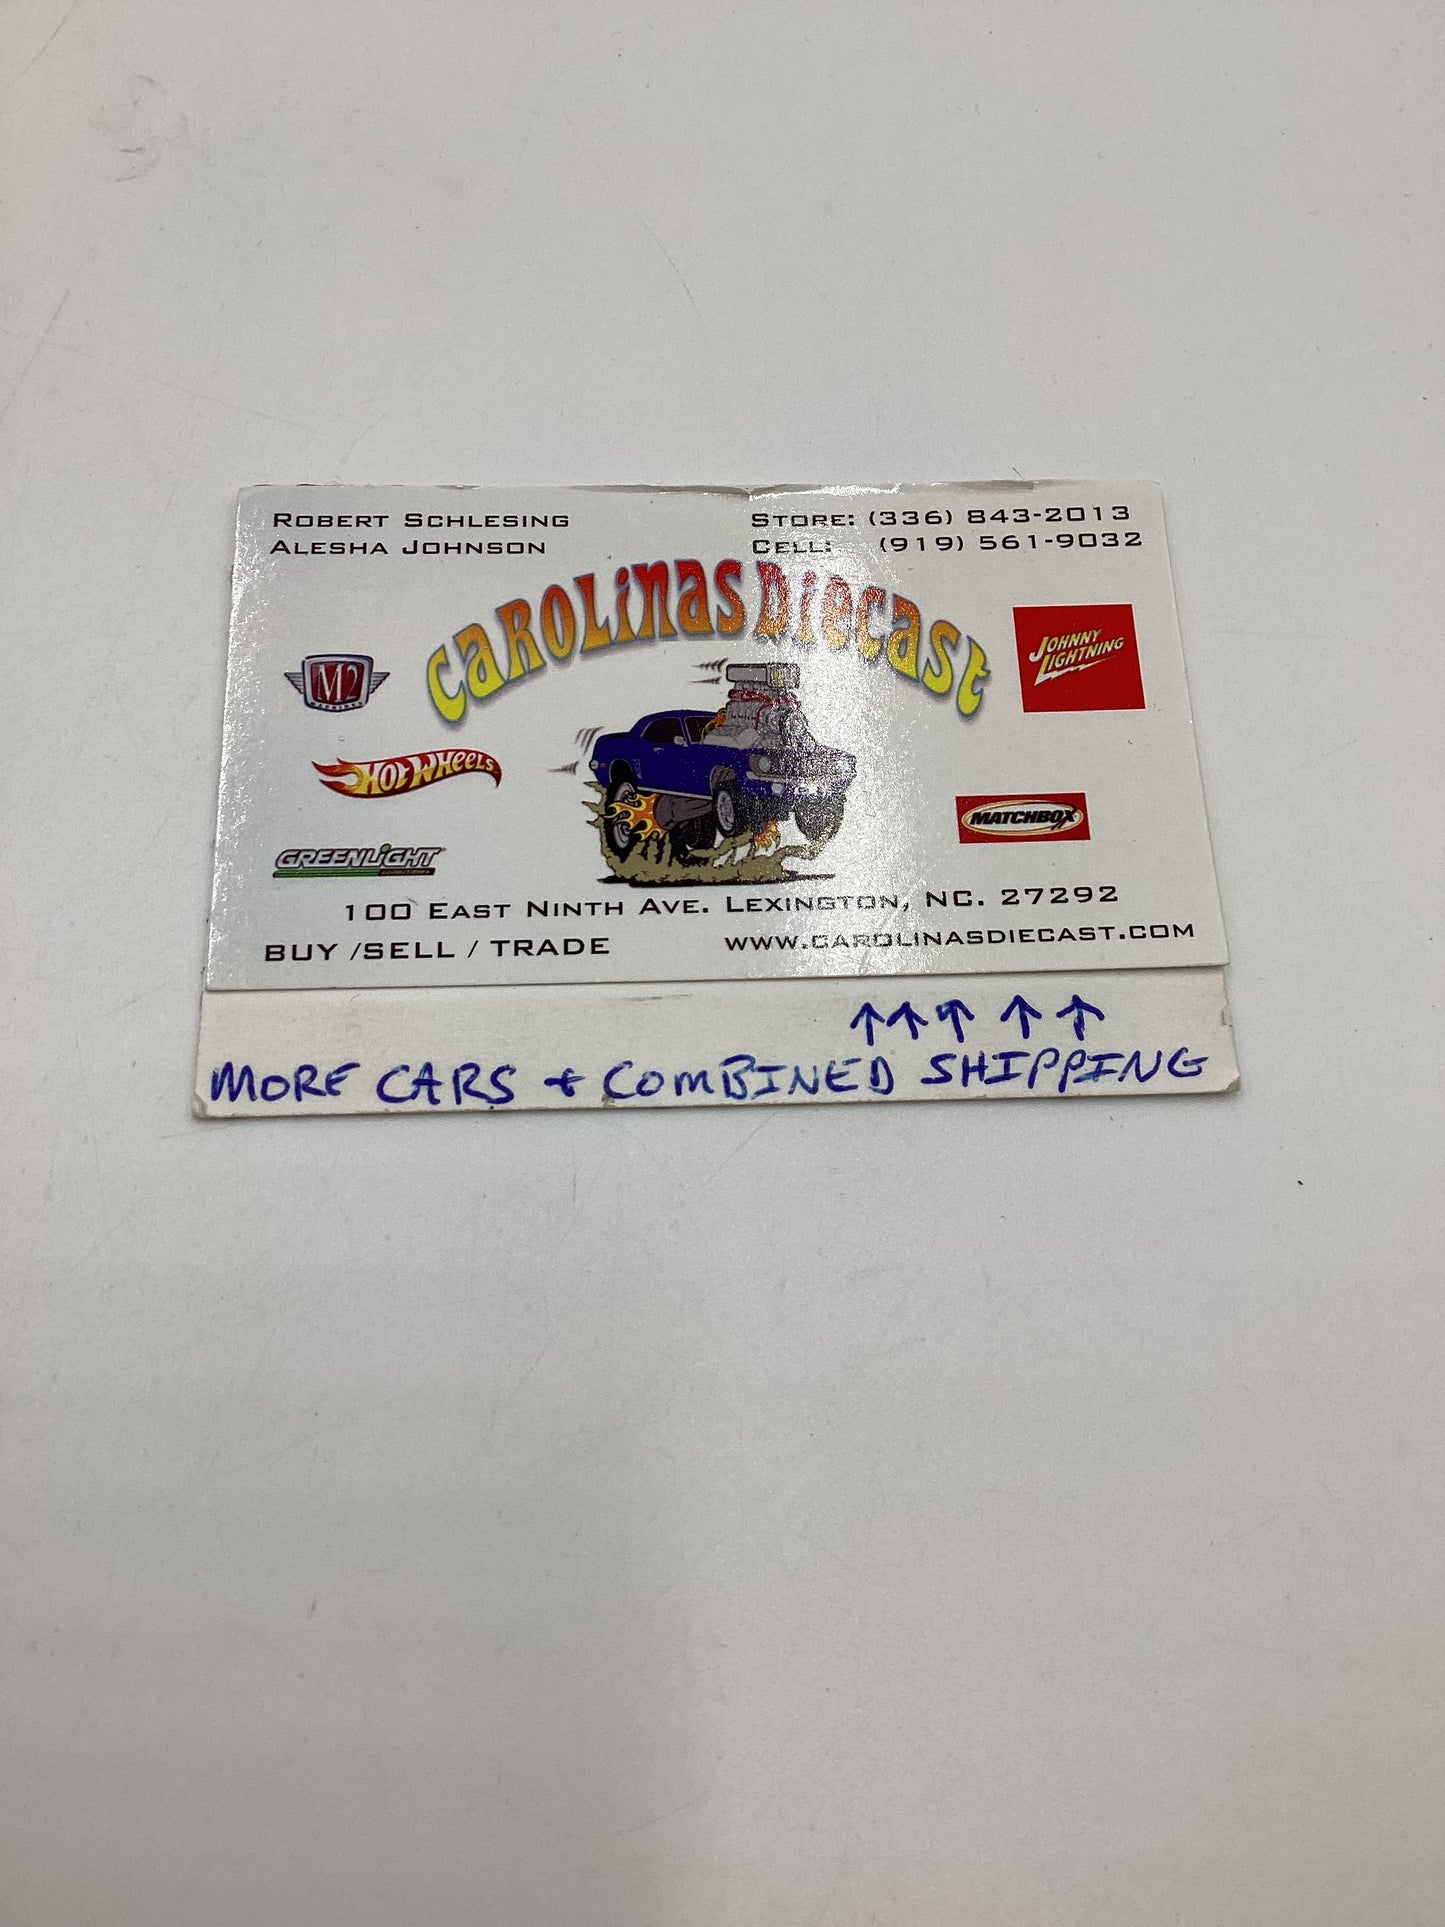 ROBERT SCHLESING
ALESHA JOHNSON
STORE: (336) 843-2013
CELL: (919) 561-9032
CAROLiNAS DiECAST
M2
MACHINES
JOHNNY
LIGHTNING
HOT WHEELS
MATCHBOX
GREENLIGHT
collectibles
100 EAST NINTH AVE. LEXINGTON, NC. 27292
BUY /SELL / TRADE
WWW.CAROLINASDIECAST.COM
↑ ↑ ↑ ↑ ↑
MORE CARS + COMBINED SHIPPING